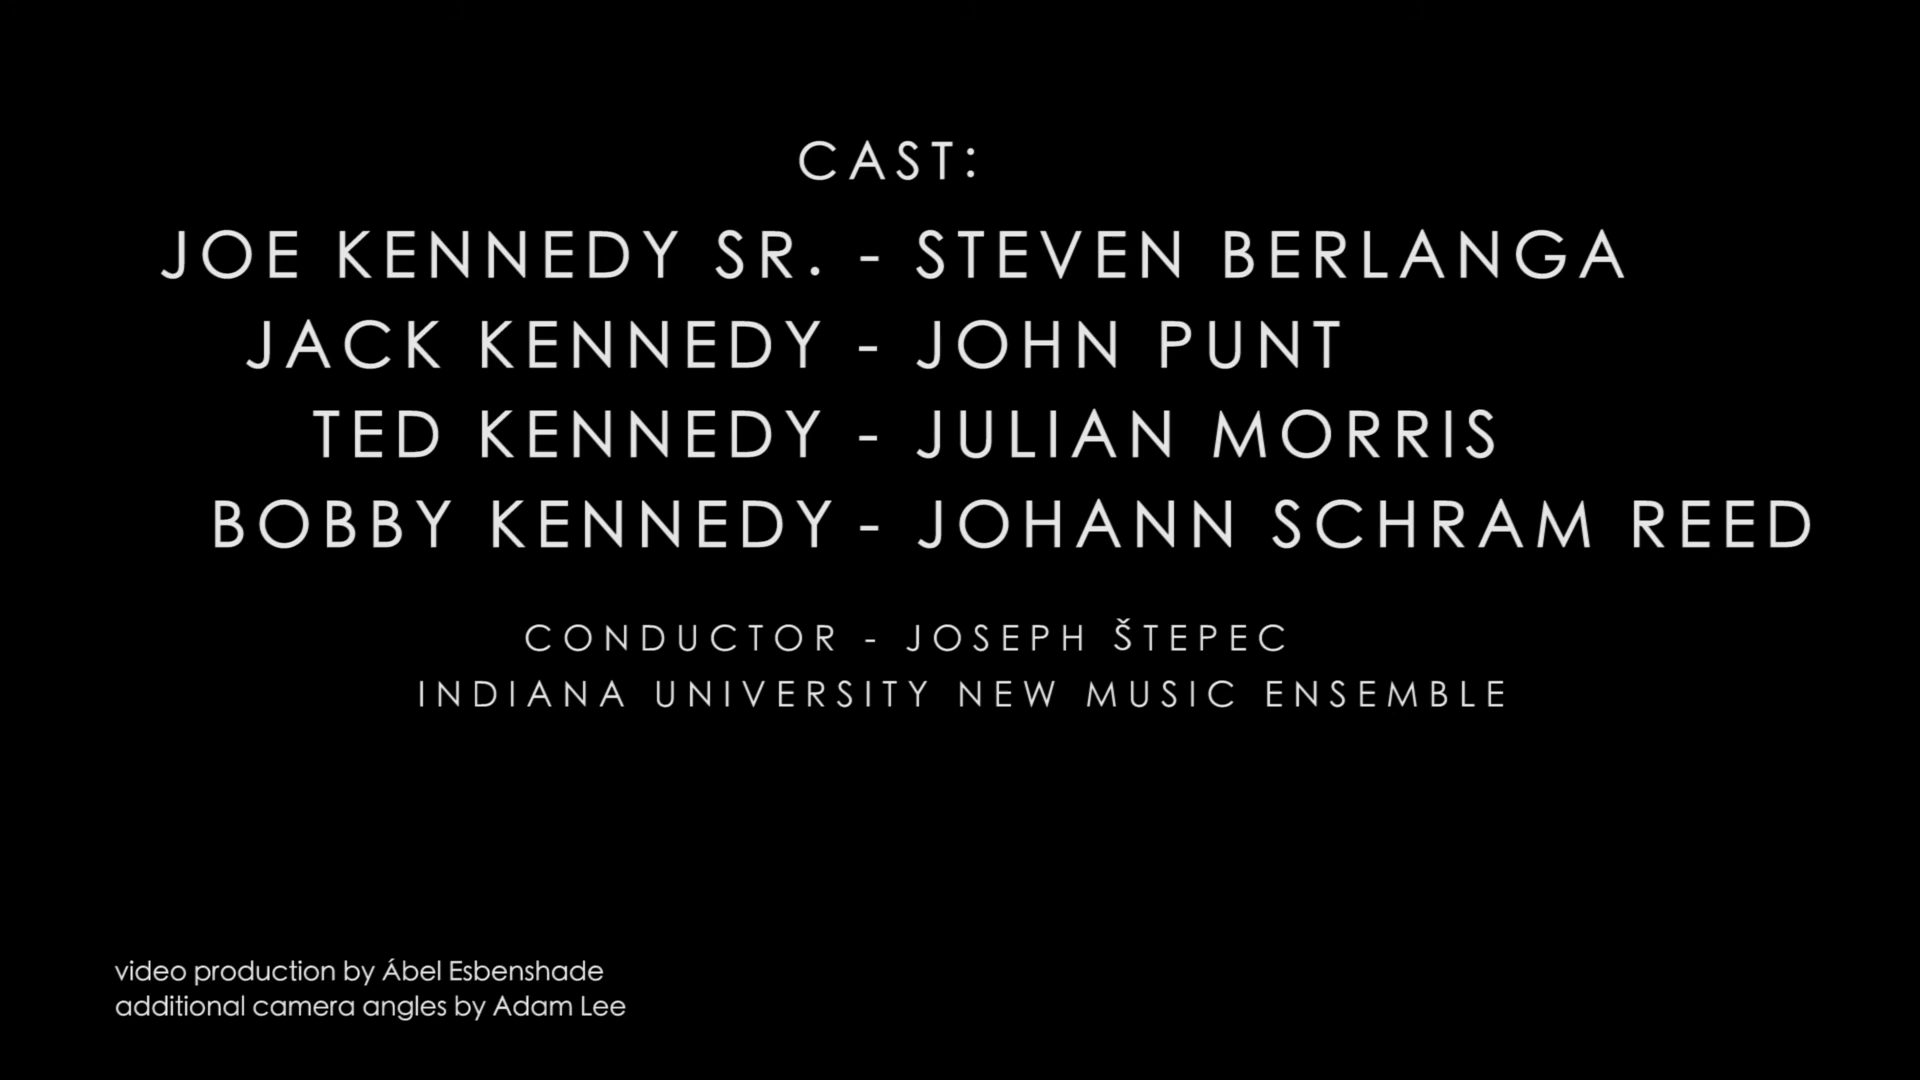 CAST:
JOE KENNEDY SR. - STEVEN BERLANGA
JACK KENNEDY - JOHN PUNT
TED KENNEDY - JULIAN MORRIS
BOBBY KENNEDY - JOHANN SCHRAM REED
CONDUCTOR - JOSEPH ŠTEPEC
INDIANA UNIVERSITY NEW MUSIC ENSEMBLE
video production by Ábel Esbenshade
additional camera angles by Adam Lee